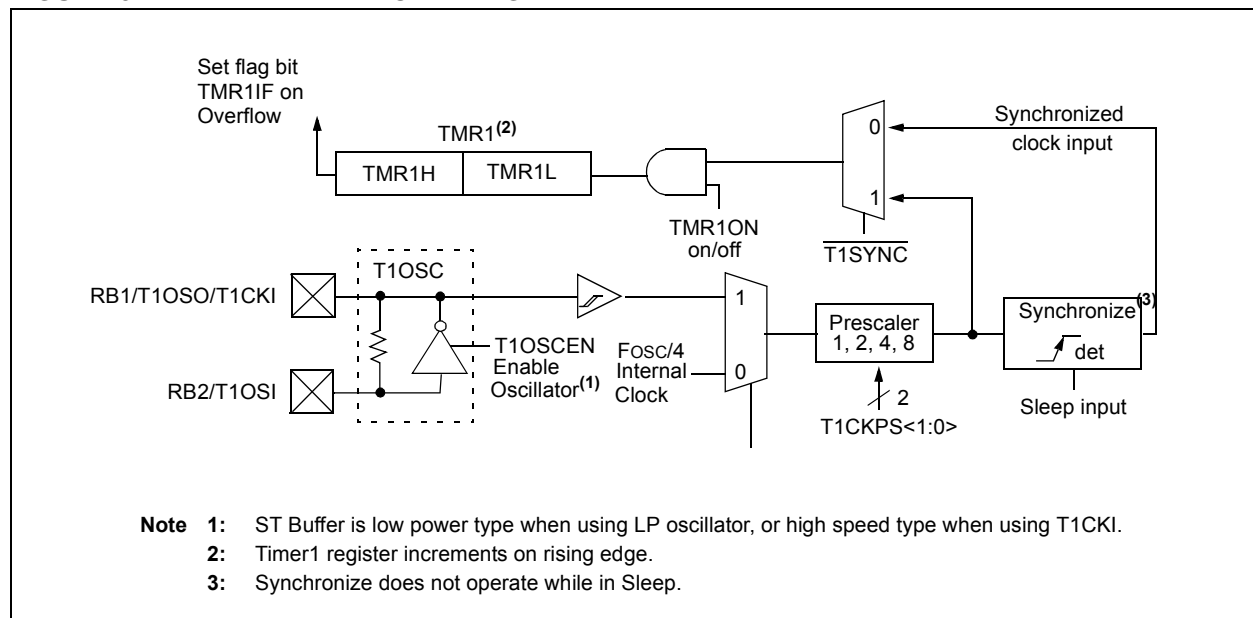 Set flag bit
TMR1IF on
Overflow
TMR1(2)
TMR1H
TMR1L
TMR1ON
on/off
0
1
T1SYNC
Synchronized
clock input
RB1/T1OSO/T1CKI
T1OSC
RB2/T1OSI
T1OSCEN
Enable
Oscillator(1)
FOSC/4
Internal
Clock
1
0
Prescaler
1, 2, 4, 8
2
T1CKPS<1:0>
Synchronize(3)
det
Sleep input
Note 1: ST Buffer is low power type when using LP oscillator, or high speed type when using T1CKI.
2: Timer1 register increments on rising edge.
3: Synchronize does not operate while in Sleep.